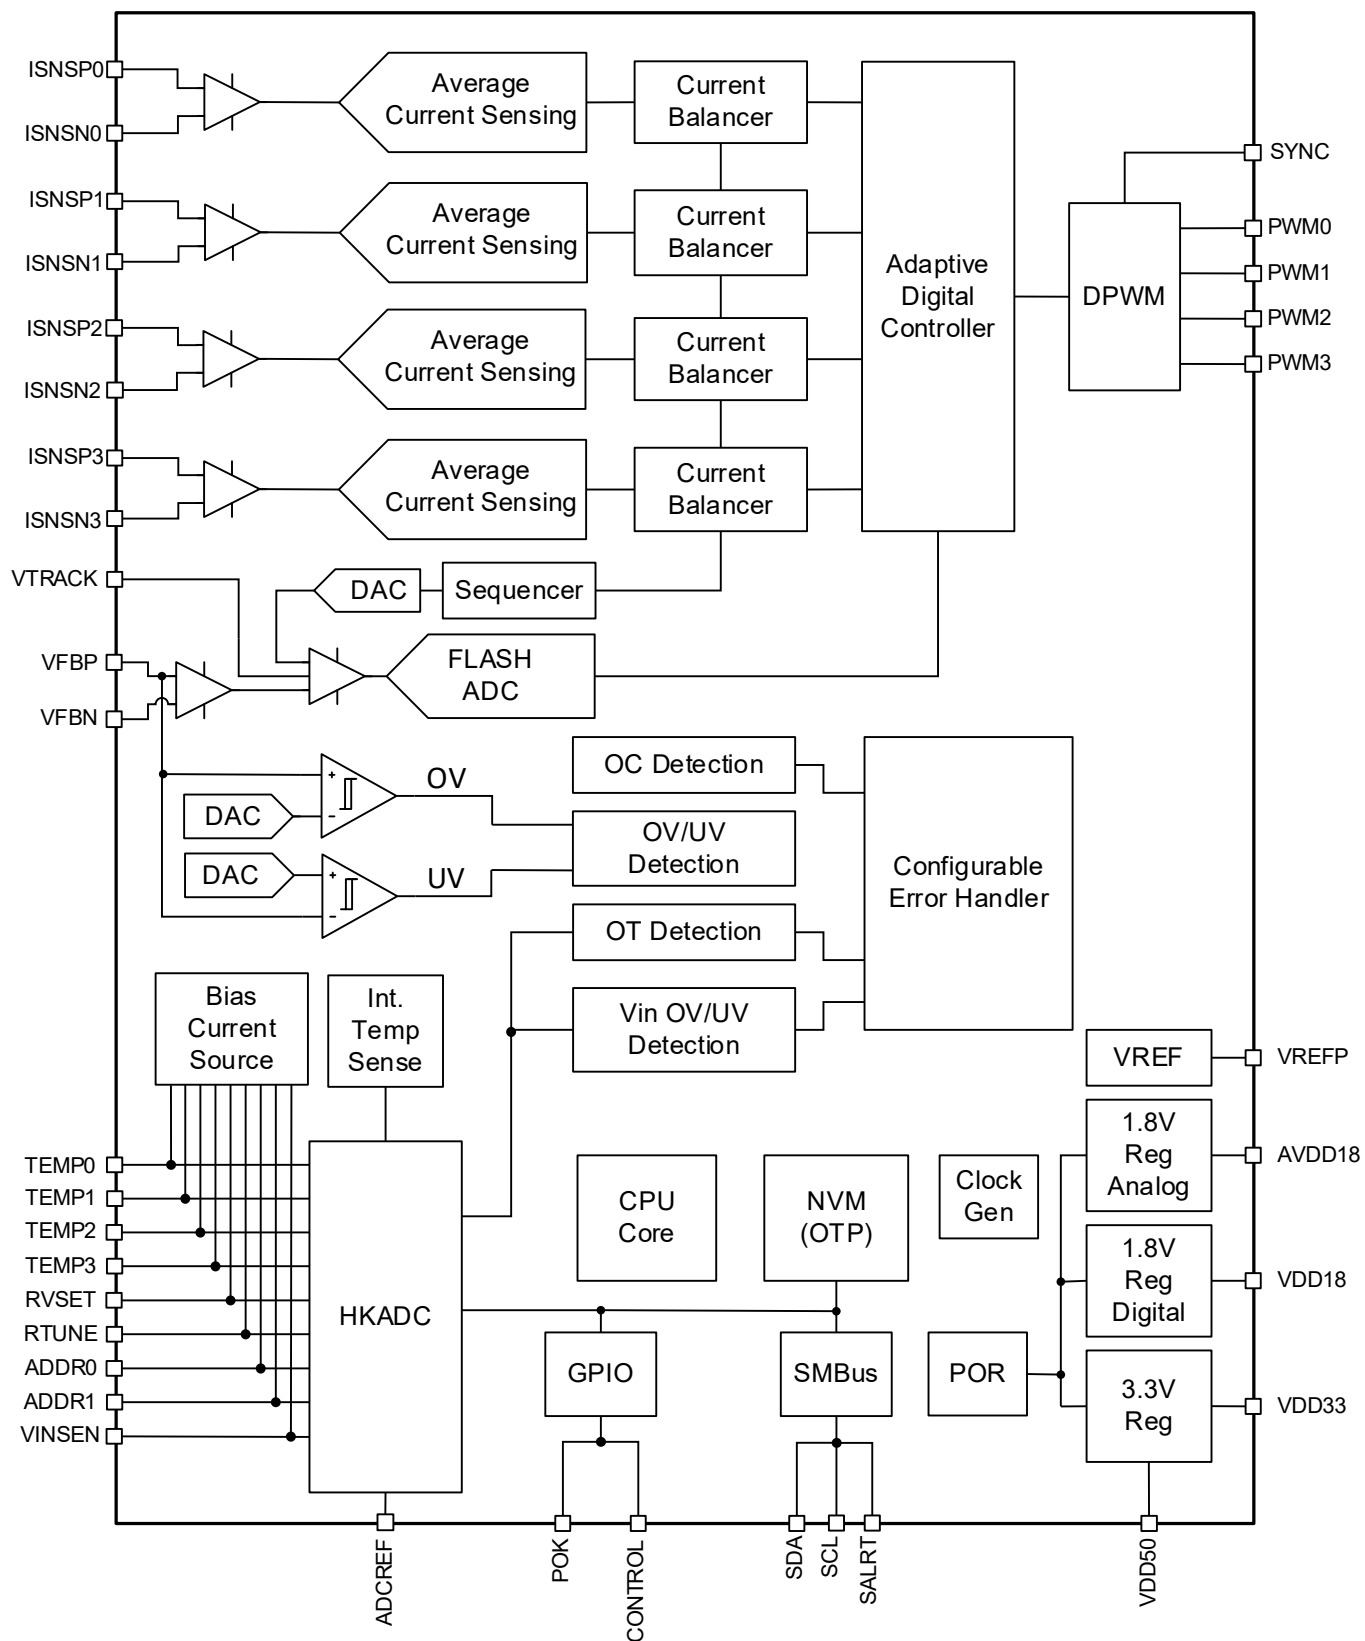 ISNSP0
ISNSN0
Average
Current Sensing
Current
Balancer
ISNSP1
ISNSN1
Average
Current Sensing
Current
Balancer
ISNSP2
ISNSN2
Average
Current Sensing
Current
Balancer
ISNSP3
ISNSN3
Average
Current Sensing
Current
Balancer
Adaptive
Digital
Controller
DPWM
SYNC
PWM0
PWM1
PWM2
PWM3
VTRACK
DAC
Sequencer
VFBP
VFBN
FLASH
ADC
+
-
OV
DAC
+
-
UV
DAC
OC Detection
OV/UV
Detection
OT Detection
Vin OV/UV
Detection
Configurable
Error Handler
Bias
Current
Source
Int.
Temp
Sense
VREF
VREFP
1.8V
Reg
Analog
AVDD18
1.8V
Reg
Digital
VDD18
3.3V
Reg
VDD33
POR
Clock
Gen
CPU
Core
NVM
(OTP)
TEMP0
TEMP1
TEMP2
TEMP3
RVSET
RTUNE
ADDR0
ADDR1
VINSEN
HKADC
GPIO
SMBus
ADCREF
POK
CONTROL
SDA
SCL
SALRT
VDD50